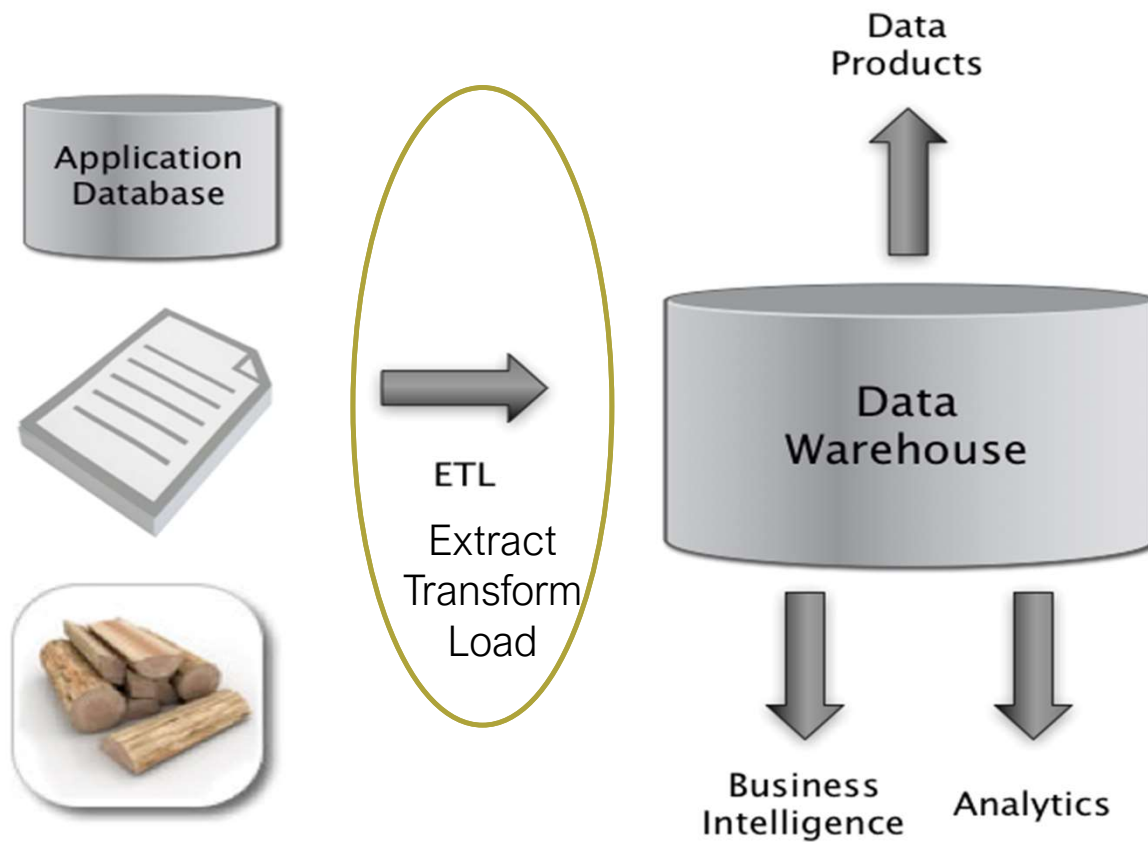 Application
Database
ETL
Extract
Transform
Load
Data
Products
Data
Warehouse
Business
Intelligence
Analytics